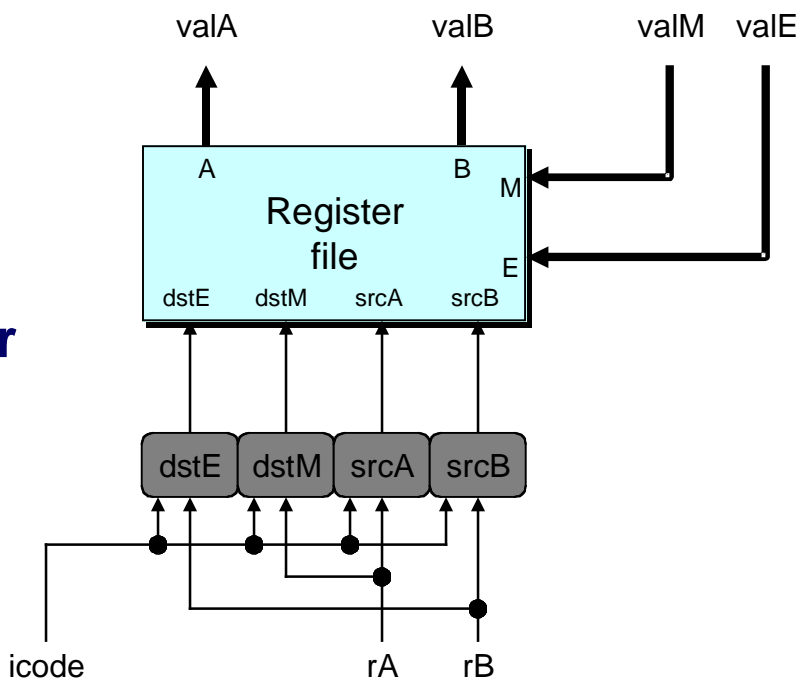 valA valB valM valE
A B
M
Register
file
E
dstE dstM srcA srcB
r
dstE dstM srcA srcB
icode rA rB